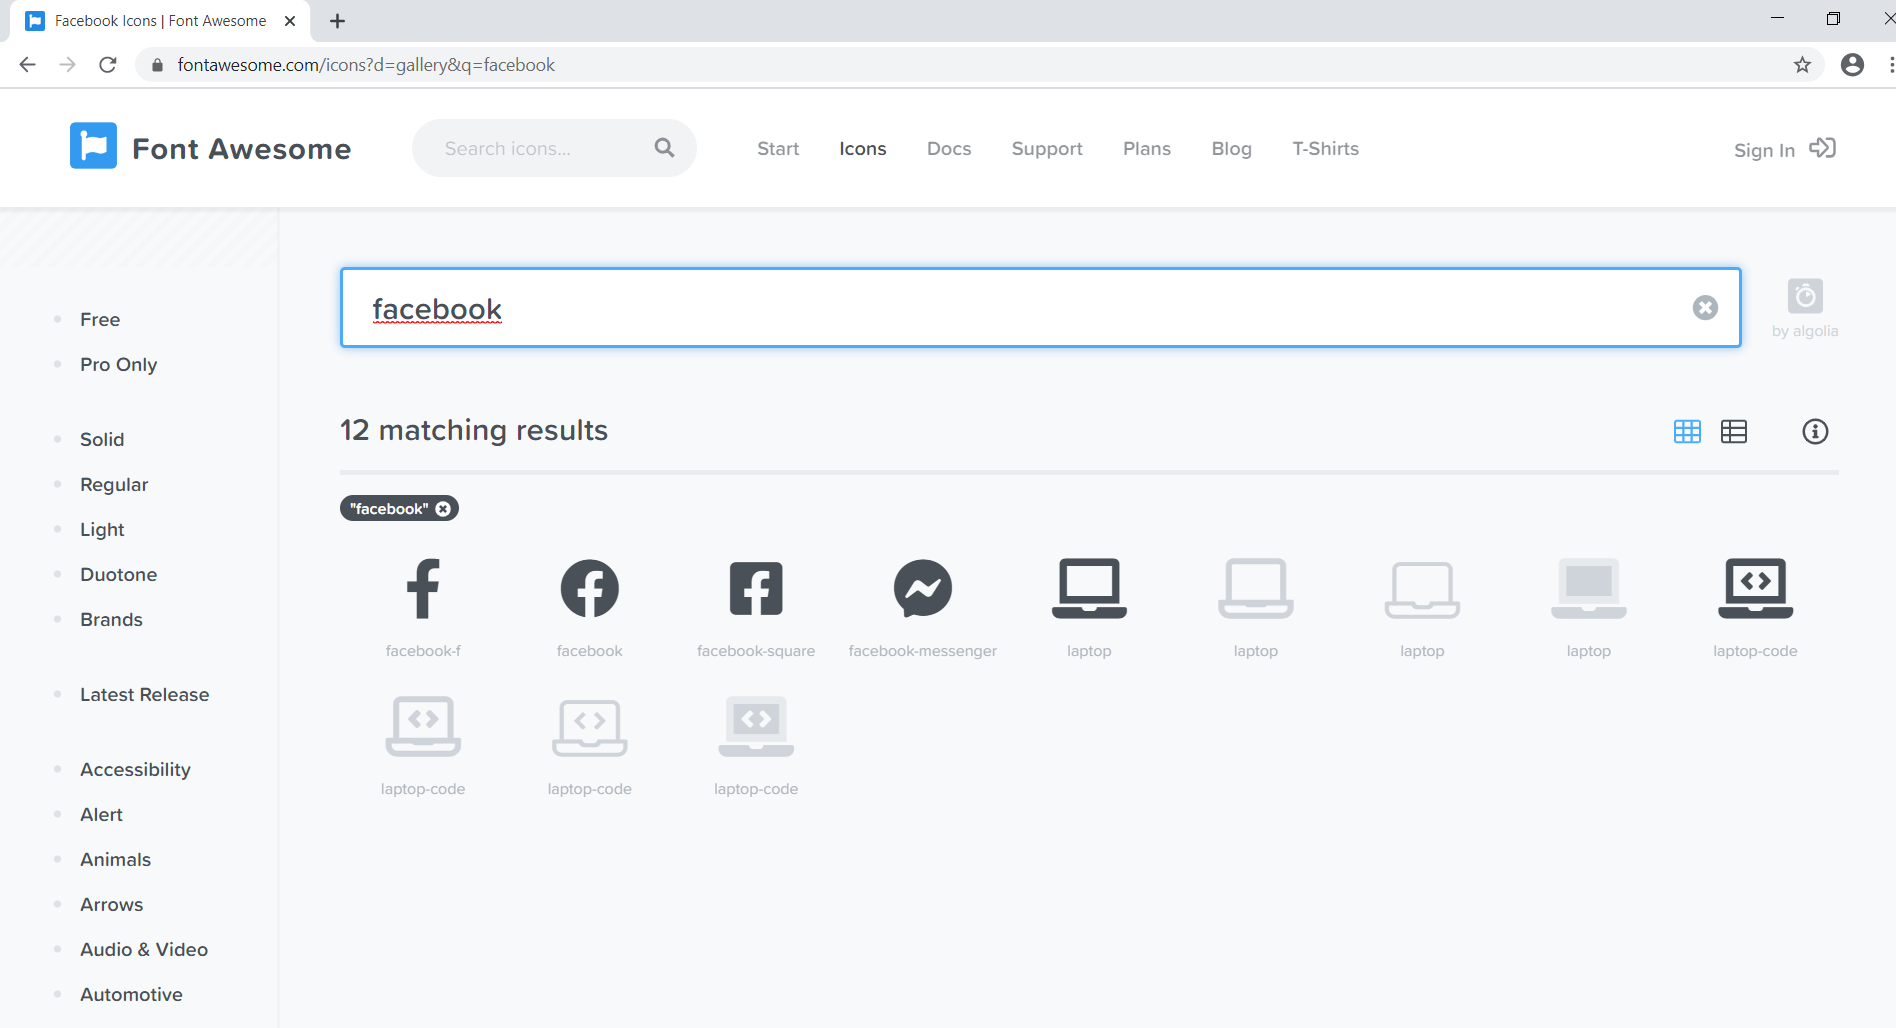 Facebook Icons | Font Awesome
fontawesome.com/icons?d=gallery&q=facebook
Font Awesome
Search icons...
Start Icons Docs Support Plans Blog T-Shirts
Sign In
facebook
by algolia
Free
Pro Only
Solid
Regular
Light
Duotone
Brands
Latest Release
Accessibility
Alert
Animals
Arrows
Audio & Video
Automotive
12 matching results
"facebook"
facebook-f facebook facebook-square facebook-messenger laptop laptop laptop laptop laptop-code
laptop-code laptop-code laptop-code